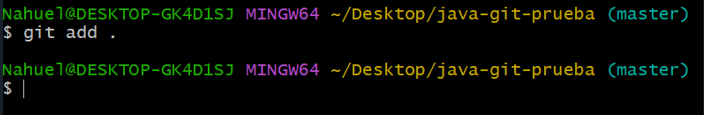 Nahuel@DESKTOP-GK4D1SJ MINGW64 ~/Desktop/java-git-prueba (master)
$ git add .
Nahuel@DESKTOP-GK4D1SJ MINGW64 ~/Desktop/java-git-prueba (master)
$